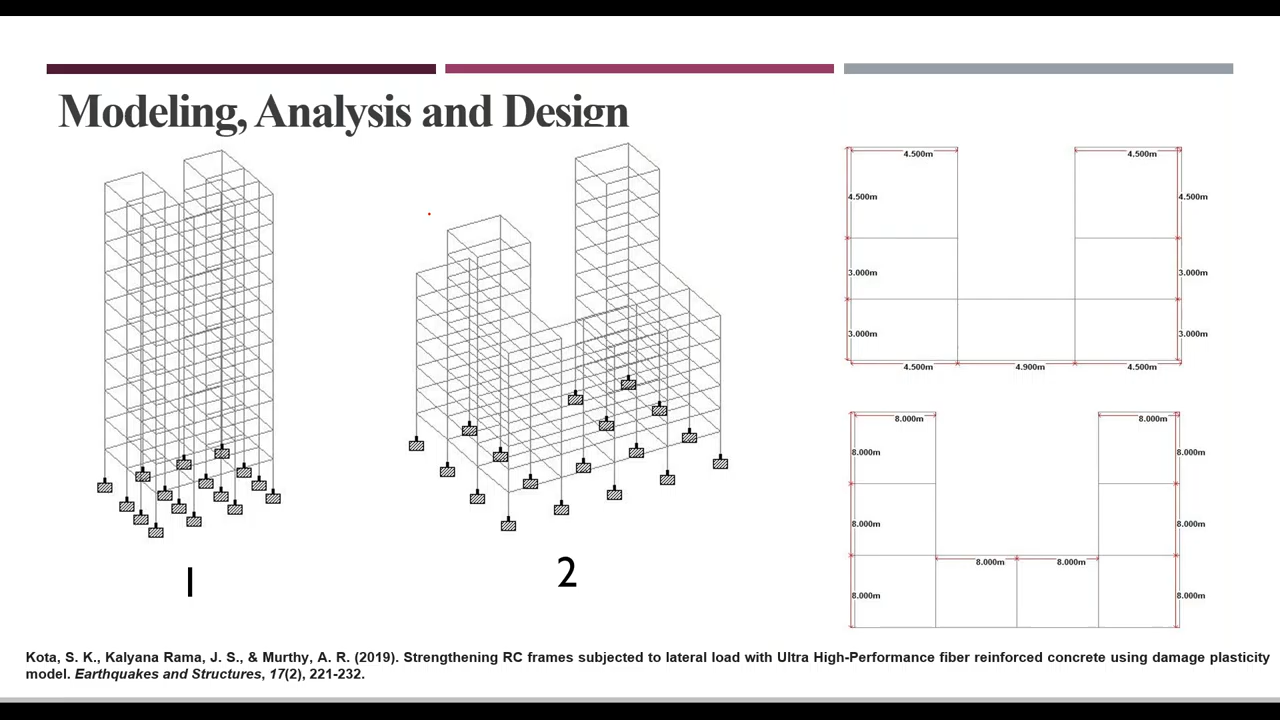 Modeling, Analysis and Design
4.500m 4.500m
4.500m 4.500m
3.000m 3.000m
3.000m 3.000m
4.500m 4.900m 4.500m
8.000m 8.000m
8.000m 8.000m
8.000m 8.000m
8.000m 8.000m
8.000m 8.000m
1 2
Kota, S. K., Kalyana Rama, J. S., & Murthy, A. R. (2019). Strengthening RC frames subjected to lateral load with Ultra High-Performance fiber reinforced concrete using damage plasticity
model. Earthquakes and Structures, 17(2), 221-232.